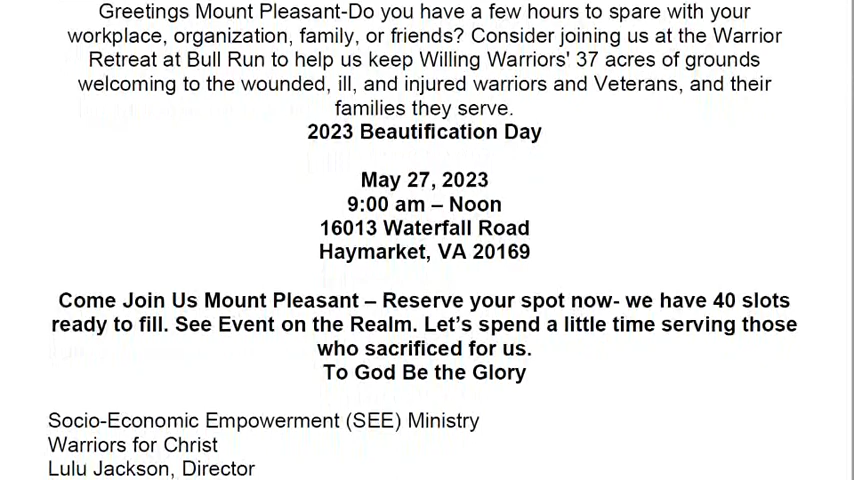 Greetings Mount Pleasant-Do you have a few hours to spare with your
workplace, organization, family, or friends? Consider joining us at the Warrior
Retreat at Bull Run to help us keep Willing Warriors' 37 acres of grounds
welcoming to the wounded, ill, and injured warriors and Veterans, and their
families they serve.
2023 Beautification Day
May 27, 2023
9:00 am – Noon
16013 Waterfall Road
Haymarket, VA 20169
Come Join Us Mount Pleasant – Reserve your spot now- we have 40 slots
ready to fill. See Event on the Realm. Let’s spend a little time serving those
who sacrificed for us.
To God Be the Glory
Socio-Economic Empowerment (SEE) Ministry
Warriors for Christ
Lulu Jackson, Director